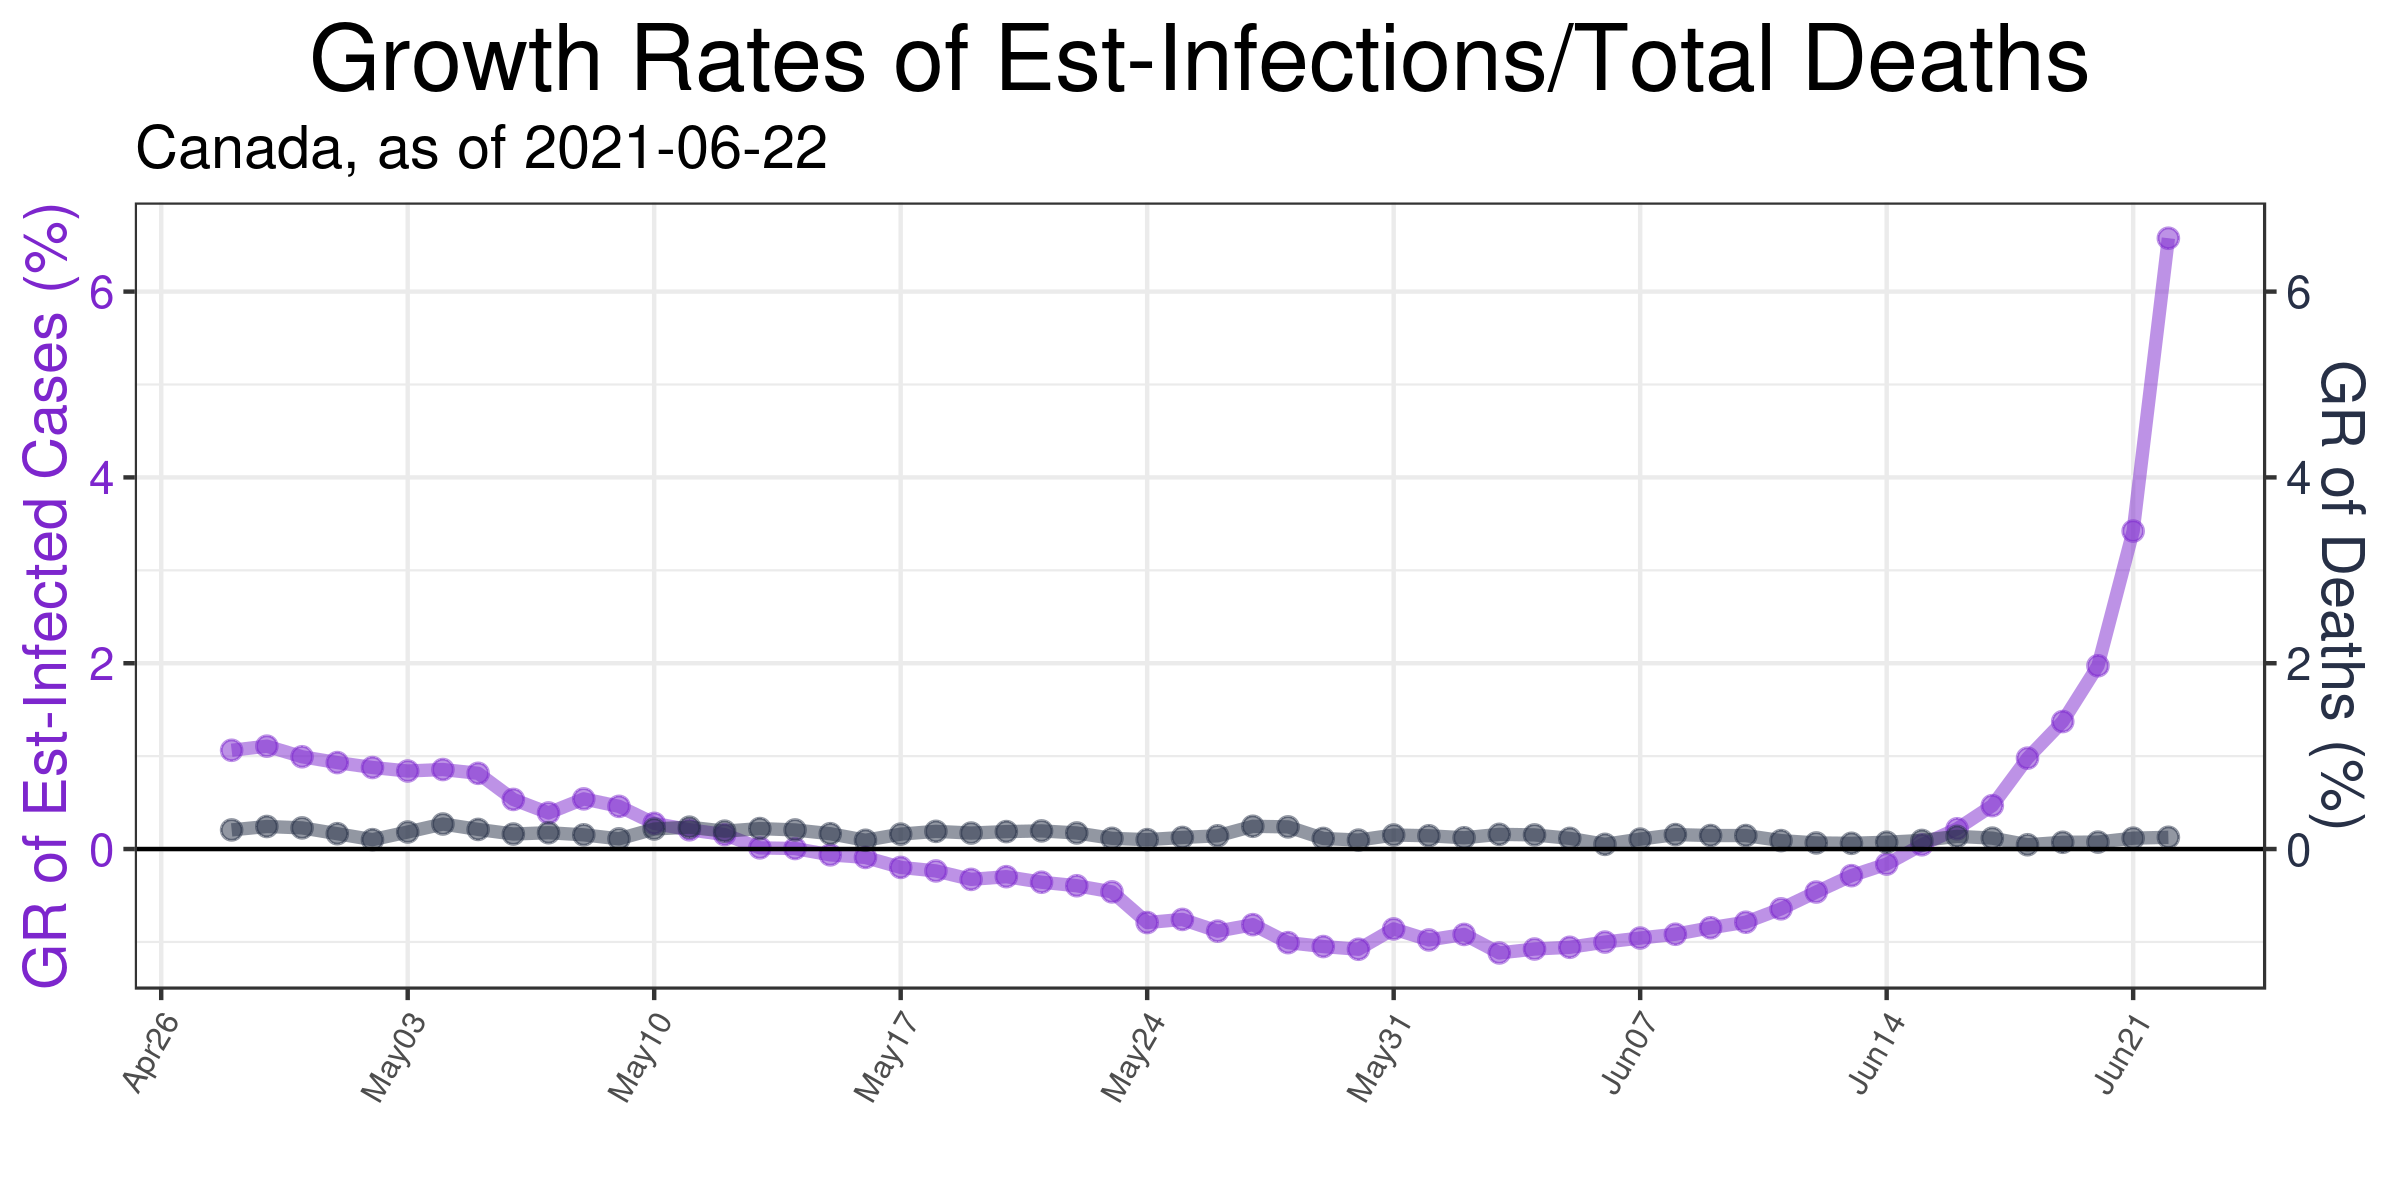 Growth Rates of Est-Infections/Total Deaths
Canada, as of 2021-06-22
GR of Est-Infected Cases (%)
6
4
2
0
6
4
2
0
GR of Deaths (%)
Apr26
May03
May10
May17
May24
May31
Jun07
Jun14
Jun21